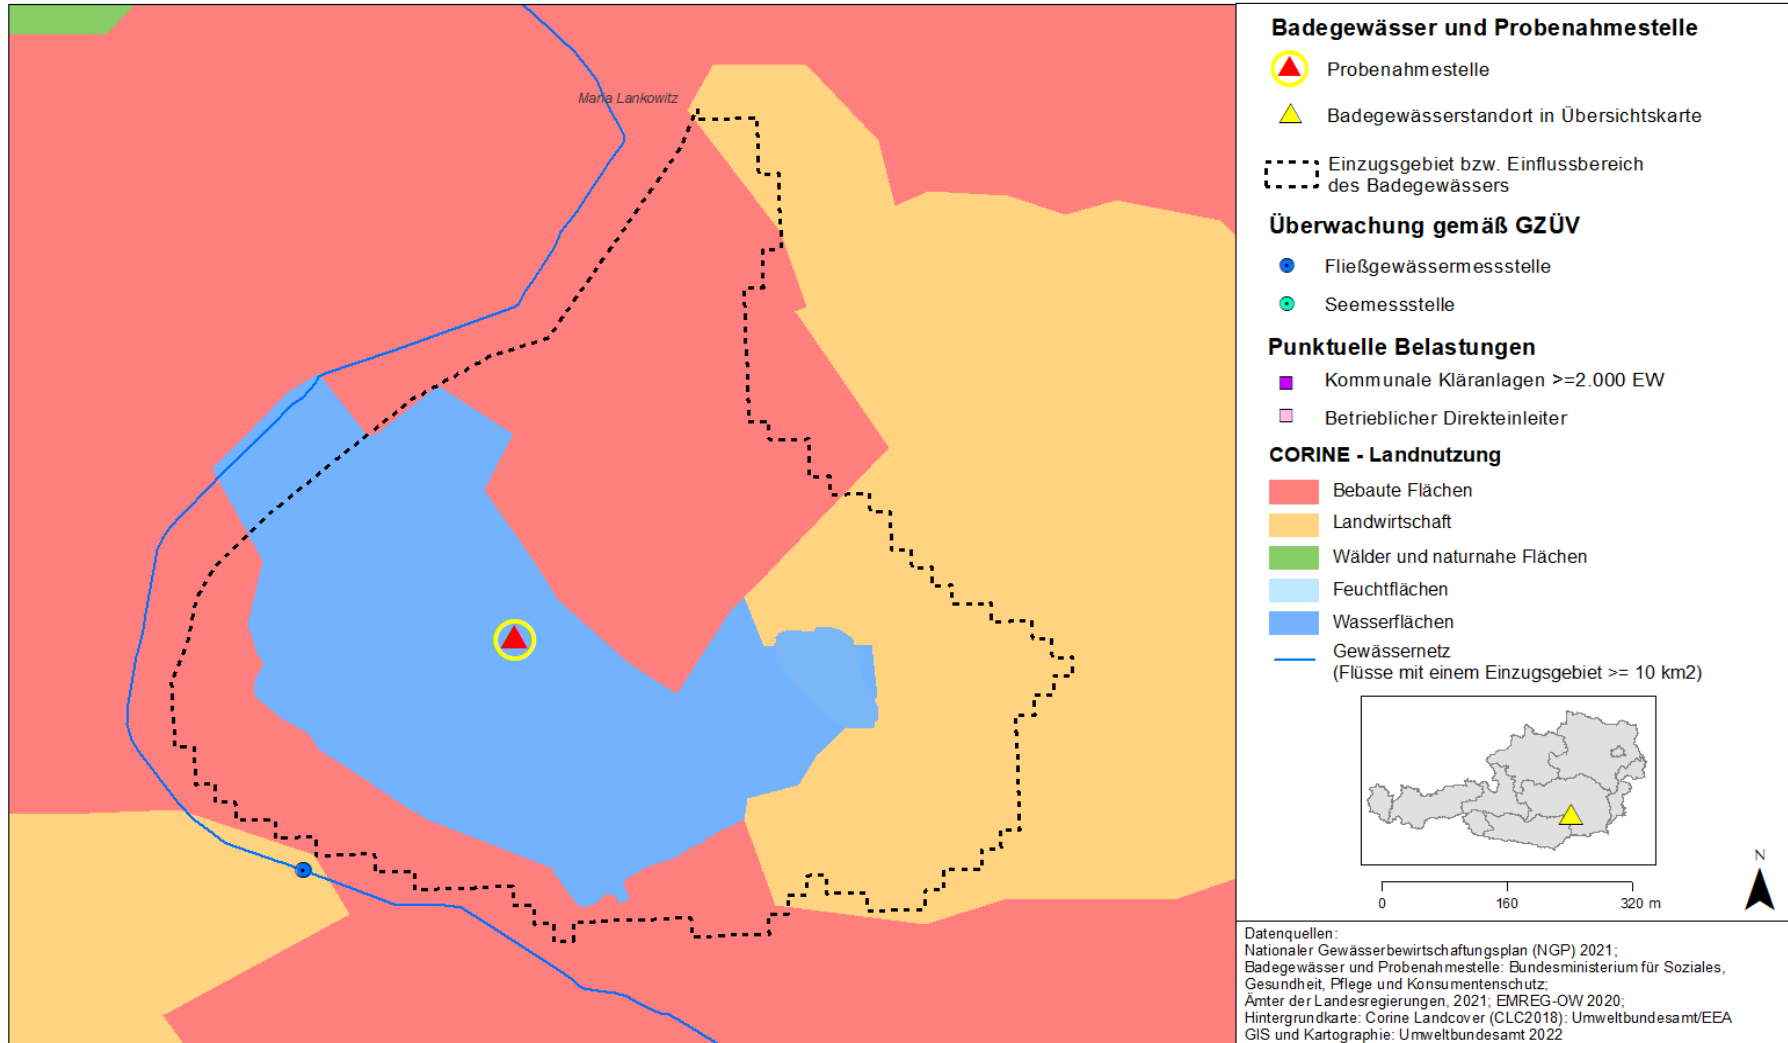 Maria Lankowitz
Badegewässer und Probenahmestelle
Probenahmestelle
Badegewässerstandort in Übersichtskarte
Einzugsgebiet bzw. Einflussbereich
des Badegewässers
Überwachung gemäß GZÜV
Fließgewässermessstelle
Seemessstelle
Punktuelle Belastungen
Kommunale Kläranlagen >=2.000 EW
Betrieblicher Direkteinleiter
CORINE - Landnutzung
Bebaute Flächen
Landwirtschaft
Wälder und naturnahe Flächen
Feuchtflächen
Wasserflächen
Gewässernetz
(Flüsse mit einem Einzugsgebiet >= 10 km2)
N
0 160 320 m
Datenquellen:
Nationaler Gewässerbewirtschaftungsplan (NGP) 2021;
Badegewässer und Probenahmestelle: Bundesministerium für Soziales,
Gesundheit, Pflege und Konsumentenschutz;
Ämter der Landesregierungen, 2021; EMREG-OW 2020;
Hintergrundkarte: Corine Landcover (CLC2018): Umweltbundesamt/EEA
GIS und Kartographie: Umweltbundesamt 2022